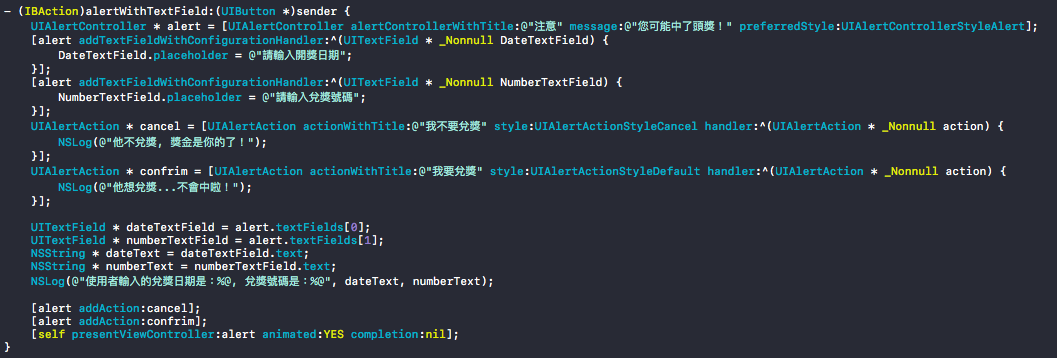 - (IBAction)alertWithTextField:(UIButton *)sender {
    UIAlertController * alert = [UIAlertController alertControllerWithTitle:@"注意" message:@"您可能中了頭獎！" preferredStyle:UIAlertControllerStyleAlert];
    [alert addTextFieldWithConfigurationHandler:^(UITextField * _Nonnull DateTextField) {
        DateTextField.placeholder = @"請輸入開獎日期";
    }];
    [alert addTextFieldWithConfigurationHandler:^(UITextField * _Nonnull NumberTextField) {
        NumberTextField.placeholder = @"請輸入兌獎號碼";
    }];
    UIAlertAction * cancel = [UIAlertAction actionWithTitle:@"我不要兌獎" style:UIAlertActionStyleCancel handler:^(UIAlertAction * _Nonnull action) {
        NSLog(@"他不兌獎, 獎金是你的了！");
    }];
    UIAlertAction * confrim = [UIAlertAction actionWithTitle:@"我要兌獎" style:UIAlertActionStyleDefault handler:^(UIAlertAction * _Nonnull action) {
        NSLog(@"他想兌獎...不會中啦！");
    }];

    UITextField * dateTextField = alert.textFields[0];
    UITextField * numberTextField = alert.textFields[1];
    NSString * dateText = dateTextField.text;
    NSString * numberText = numberTextField.text;
    NSLog(@"使用者輸入的兌獎日期是：%@, 兌獎號碼是：%@", dateText, numberText);

    [alert addAction:cancel];
    [alert addAction:confrim];
    [self presentViewController:alert animated:YES completion:nil];
}